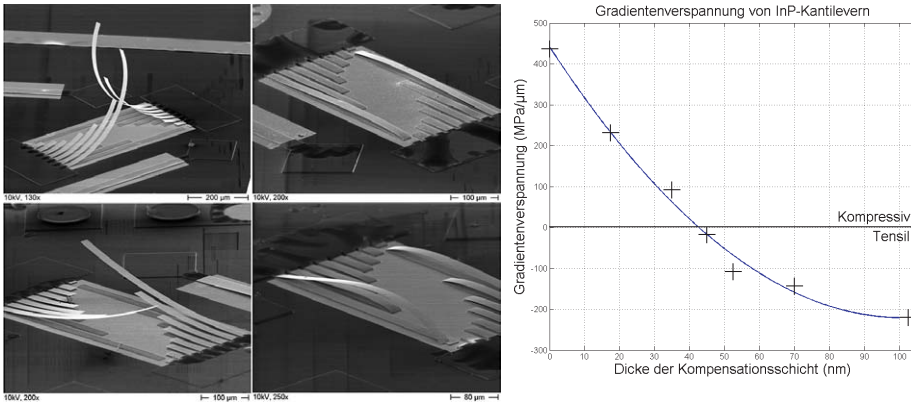 10kV, 130x 200 µm
10kV, 200x 100 µm
10kV, 200x 100 µm
10kV, 250x 80 µm
Gradientenverspannung von InP-Kantilevern
Gradientenverspannung (MPa/µm)
500
400
300
200
100
0
-100
-200
-300
Kompressiv
Tensil
0 10 20 30 40 50 60 70 80 90 100
Dicke der Kompensationsschicht (nm)